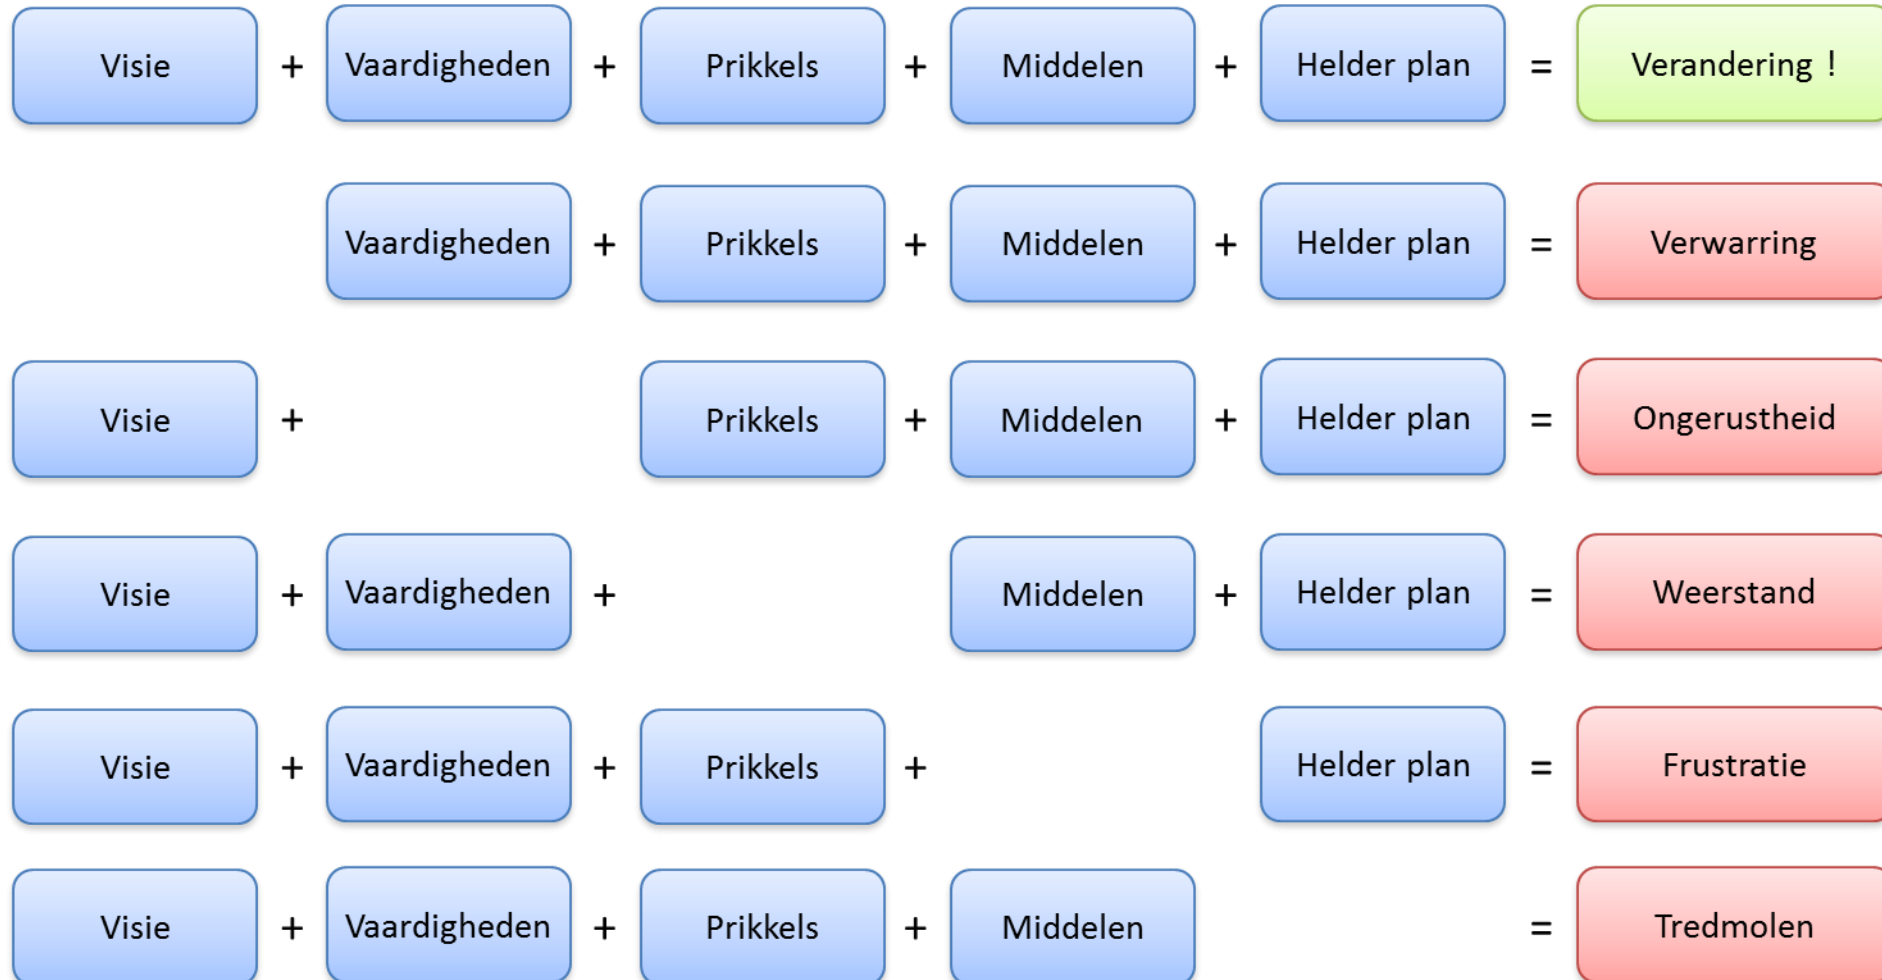 Visie + Vaardigheden + Prikkels + Middelen + Helder plan = Verandering !
Vaardigheden + Prikkels + Middelen + Helder plan = Verwarring
Visie + Prikkels + Middelen + Helder plan = Ongerustheid
Visie + Vaardigheden + Middelen + Helder plan = Weerstand
Visie + Vaardigheden + Prikkels + Helder plan = Frustratie
Visie + Vaardigheden + Prikkels + Middelen = Tredmolen